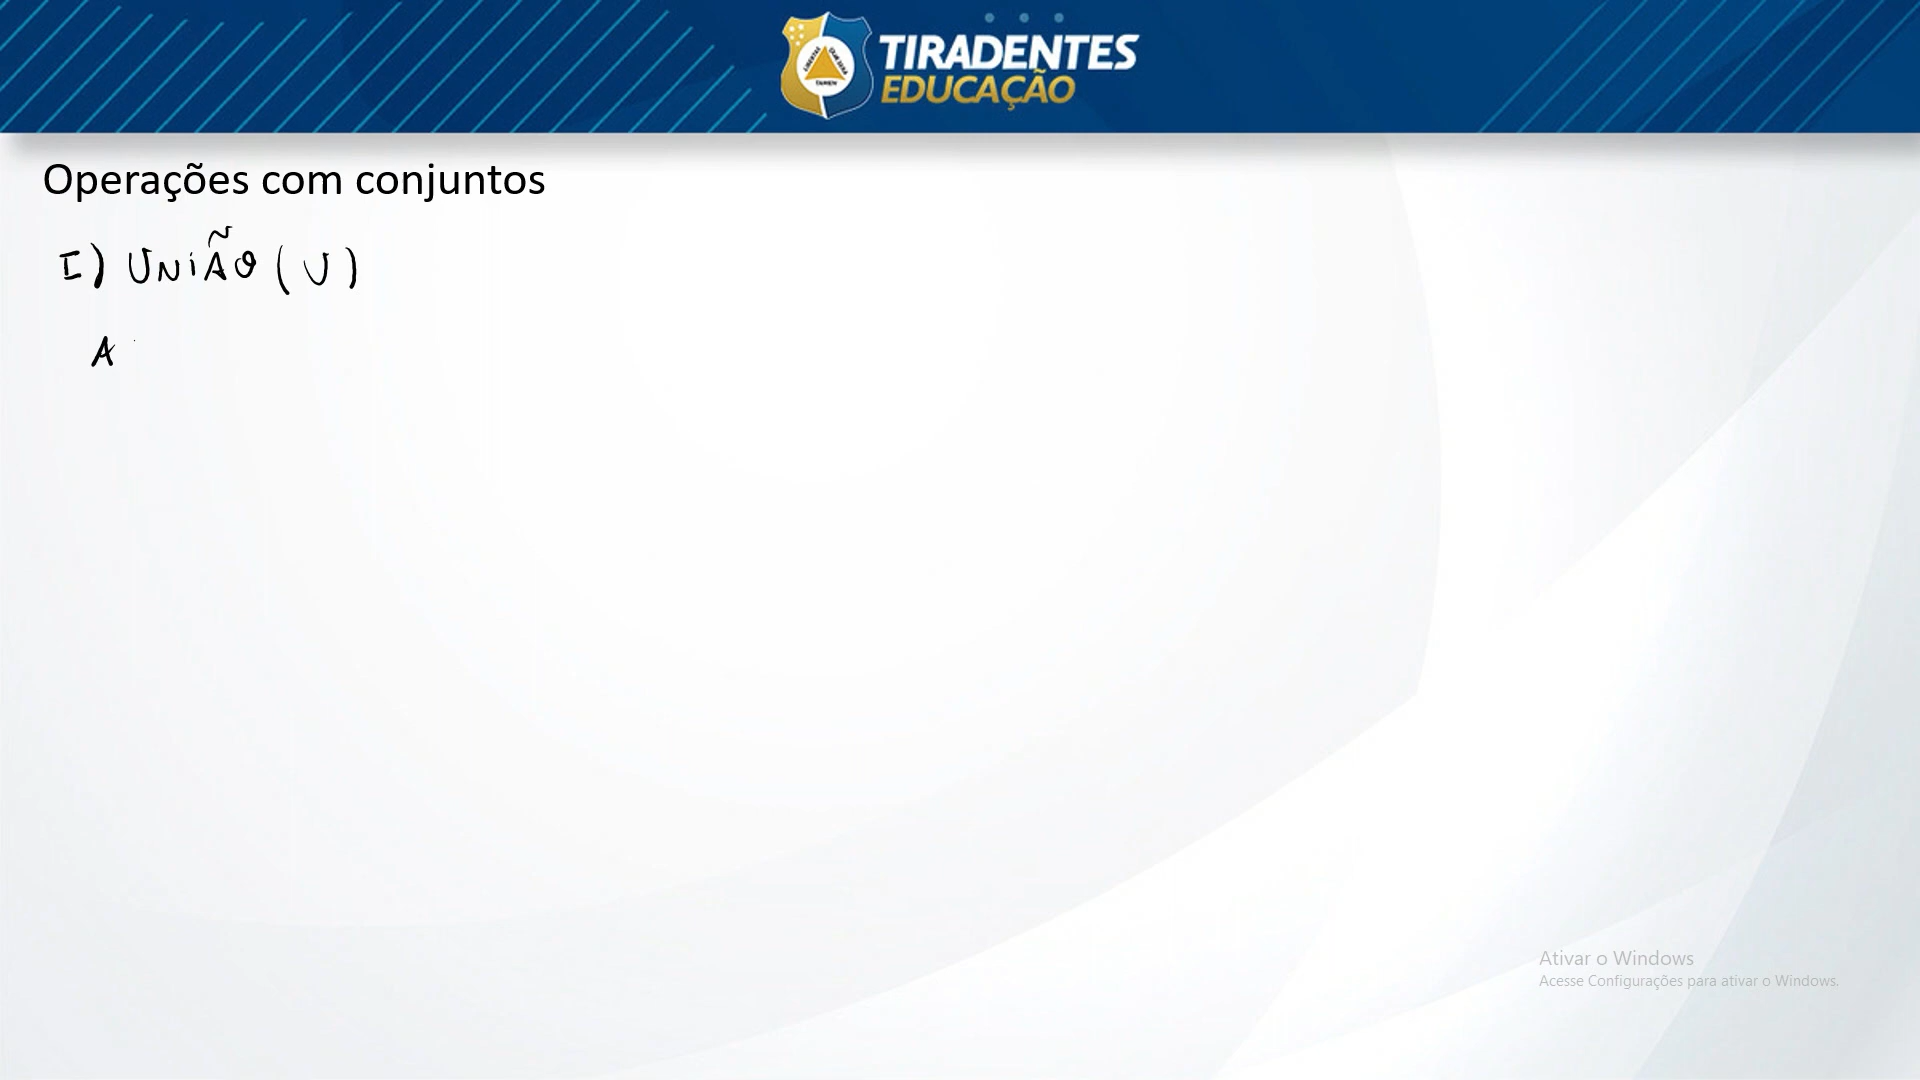 TIRADENTES
EDUCAÇÃO
Operações com conjuntos
I) UNIÃO (U)
A
Ativar o Windows
Acesse Configurações para ativar o Windows.